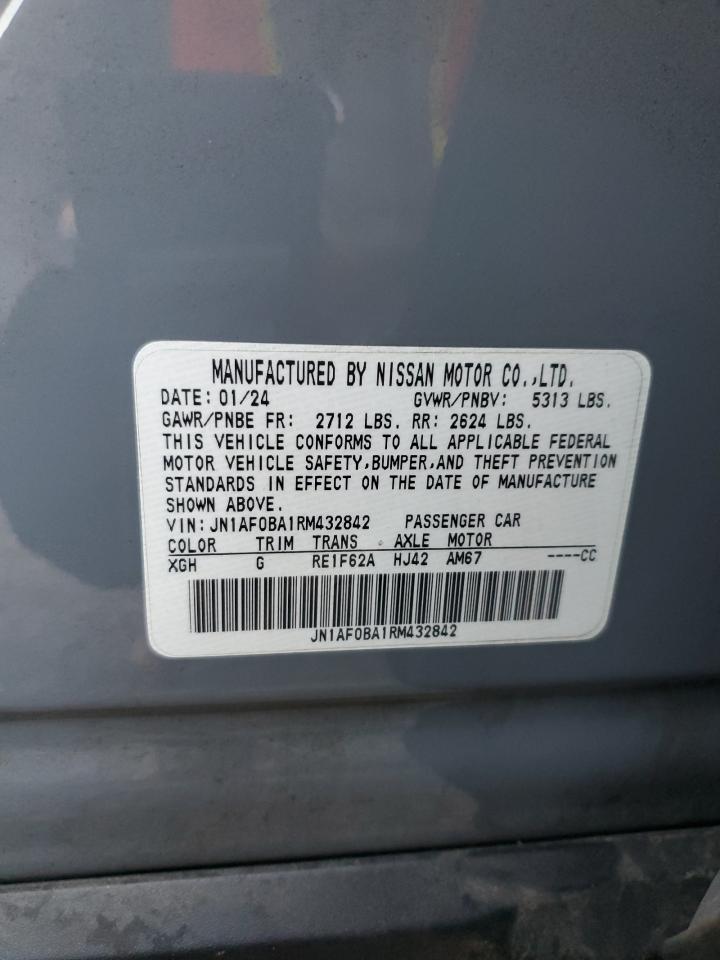 MANUFACTURED BY NISSAN MOTOR CO.,LTD.
DATE: 01/24 GVWR/PNBV: 5313 LBS.
GAWR/PNBE FR: 2712 LBS. RR: 2624 LBS.
THIS VEHICLE CONFORMS TO ALL APPLICABLE FEDERAL
MOTOR VEHICLE SAFETY,BUMPER,AND THEFT PREVENTION
STANDARDS IN EFFECT ON THE DATE OF MANUFACTURE
SHOWN ABOVE.
VIN: JN1AF0BA1RM432842 PASSENGER CAR
COLOR TRIM TRANS AXLE MOTOR
XGH G RE1F62A HJ42 AM67 ----CC
JN1AF0BA1RM432842